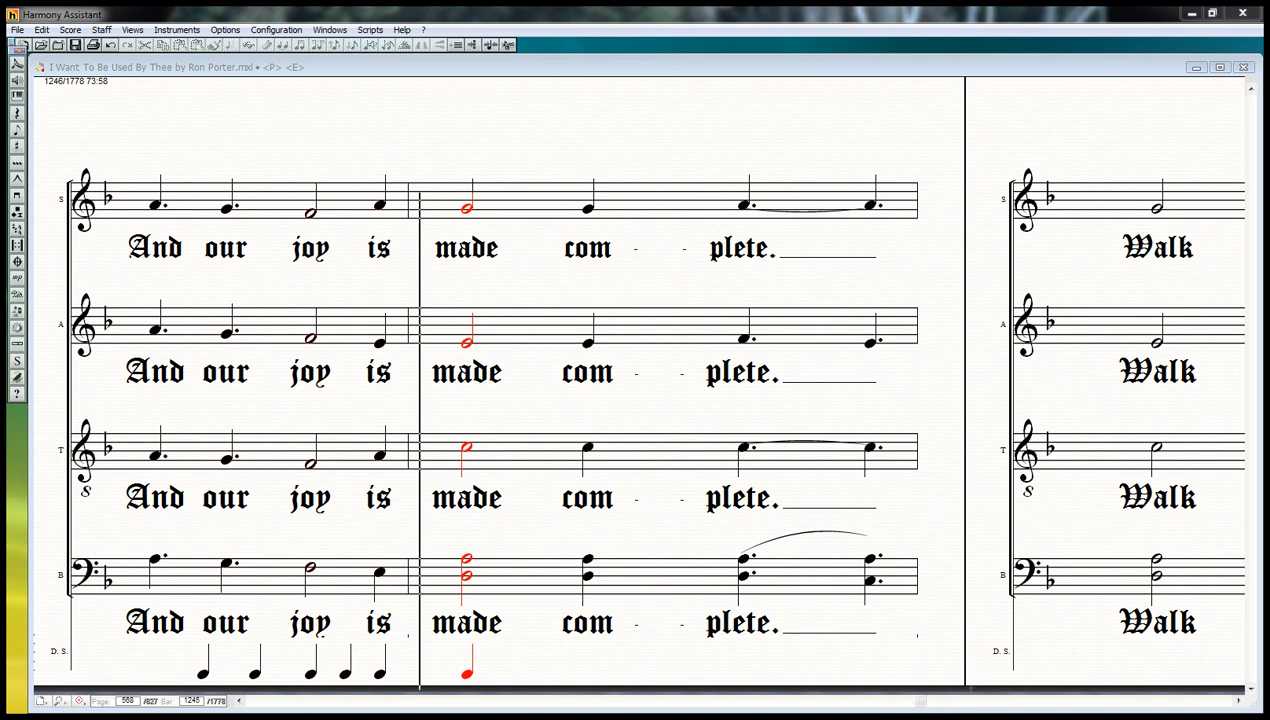 Harmony Assistant
File Edit Score Staff Views Instruments Options Configuration Windows Scripts Help ?
I Want To Be Used By Thee by Ron Porter.mxl • <P> <E>
1246/1778 73:58
S
S
And our joy is made com - - plete.
Walk
A
A
And our joy is made com - - plete.
Walk
T
T
8
8
And our joy is made com - - plete.
Walk
B
B
And our joy is made com - - plete.
Walk
D. S.
D. S.
Page: 568 /827 Bar: 1245 /1778